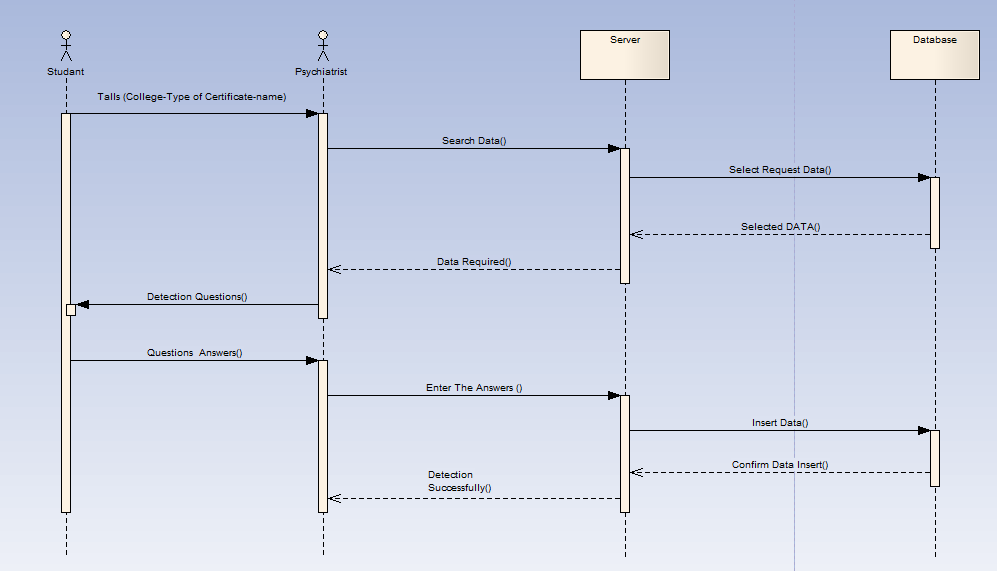 Server
Database
Studant
Psychiatrist
Talls (College-Type of Certificate-name)
Search Data()
Select Request Data()
Selected DATA()
Data Required()
Detection Questions()
Questions Answers()
Enter The Answers ()
Insert Data()
Confirm Data Insert()
Detection
Successfully()